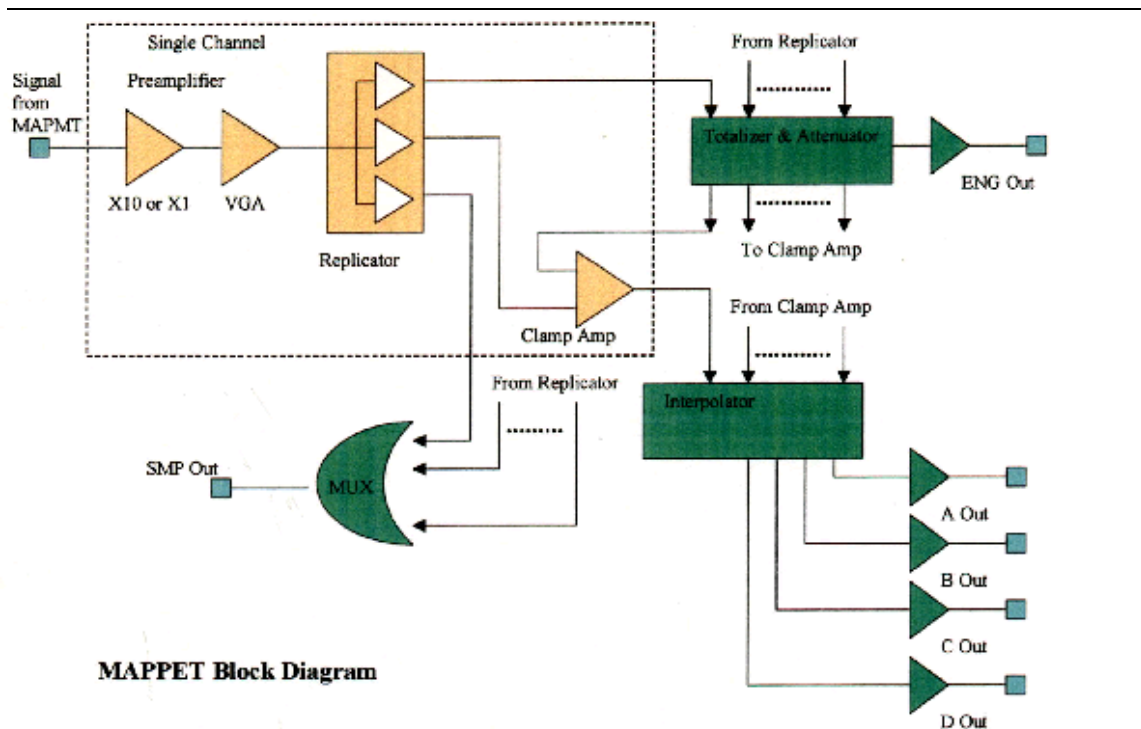 Single Channel
From Replicator
Signal
from
MAPMT
Preamplifier
Totalizer & Attenuator
X10 or X1
VGA
ENG Out
Replicator
To Clamp Amp
Clamp Amp
From Clamp Amp
From Replicator
Interpolator
SMP Out
MUX
A Out
B Out
C Out
D Out
MAPPET Block Diagram